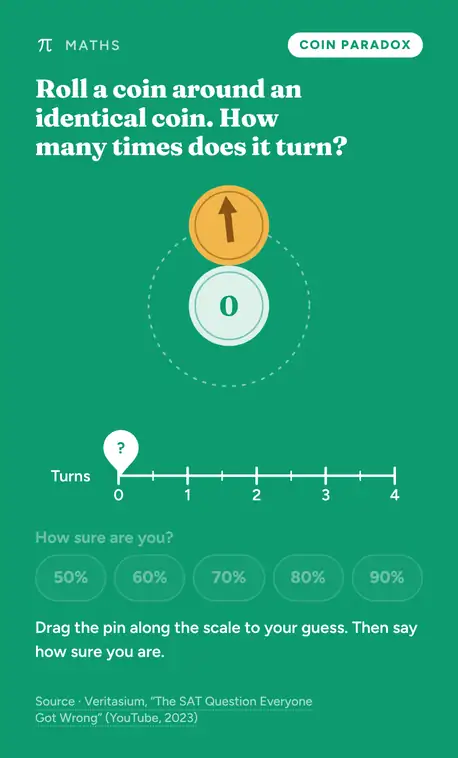 π MATHS
COIN PARADOX
Roll a coin around an
identical coin. How
many times does it turn?
0
?
Turns
0 1 2 3 4
How sure are you?
50% 60% 70% 80% 90%
Drag the pin along the scale to your guess. Then say
how sure you are.
Source · Veritasium, “The SAT Question Everyone
Got Wrong” (YouTube, 2023)